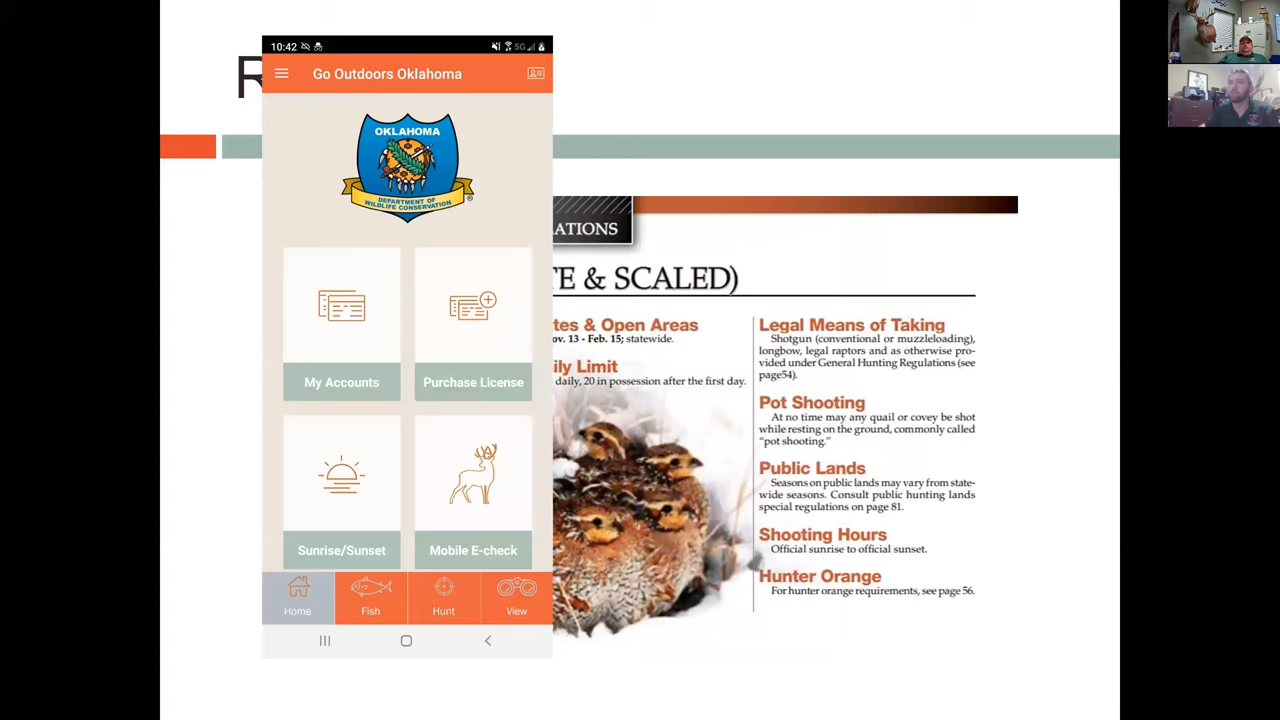 R
10:42
5G
Go Outdoors Oklahoma
OKLAHOMA
DEPARTMENT OF
WILDLIFE CONSERVATION
®
My Accounts
Purchase License
Sunrise/Sunset
Mobile E-check
Home
Fish
Hunt
View
ATIONS
TE & SCALED)
tes & Open Areas
ov. 13 - Feb. 15; statewide.
ily Limit
daily, 20 in possession after the first day.
Legal Means of Taking
Shotgun (conventional or muzzleloading),
longbow, legal raptors and as otherwise pro-
vided under General Hunting Regulations (see
page54).
Pot Shooting
At no time may any quail or covey be shot
while resting on the ground, commonly called
“pot shooting.”
Public Lands
Seasons on public lands may vary from state-
wide seasons. Consult public hunting lands
special regulations on page 81.
Shooting Hours
Official sunrise to official sunset.
Hunter Orange
For hunter orange requirements, see page 56.